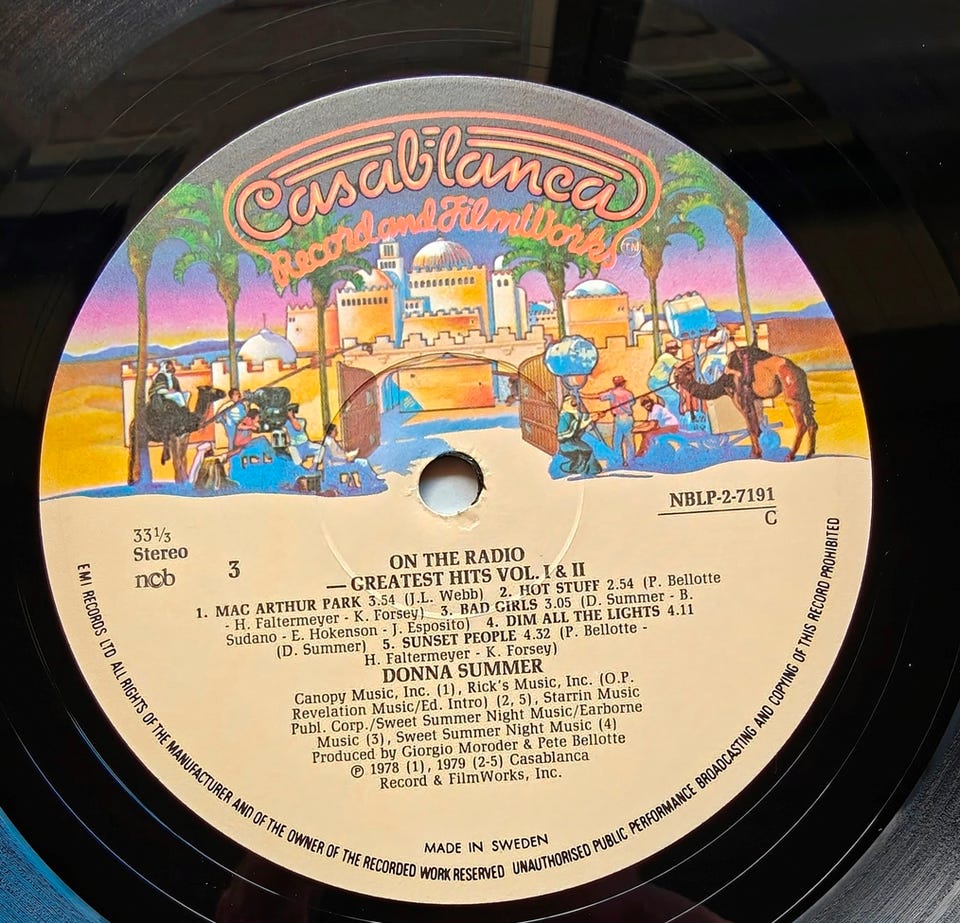 Casablanca
Record and FilmWorks TM
NBLP-2-7191
C
33 1/3
Stereo
ncb
3
ON THE RADIO
—GREATEST HITS VOL. I & II
1. MAC ARTHUR PARK 3.54 (J.L. Webb) 2. HOT STUFF 2.54 (P. Bellotte
- H. Faltermeyer - K. Forsey) 3. BAD GIRLS 3.05 (D. Summer - B.
Sudano - E. Hokenson - J. Esposito) 4. DIM ALL THE LIGHTS 4.11
(D. Summer) 5. SUNSET PEOPLE 4.32 (P. Bellotte -
H. Faltermeyer - K. Forsey)
DONNA SUMMER
Canopy Music, Inc. (1), Rick's Music, Inc. (O.P.
Revelation Music/Ed. Intro) (2, 5), Starrin Music
Publ. Corp./Sweet Summer Night Music/Earborne
Music (3), Sweet Summer Night Music (4)
Produced by Giorgio Moroder & Pete Bellotte
℗ 1978 (1), 1979 (2-5) Casablanca
Record & FilmWorks, Inc.
MADE IN SWEDEN
EMI RECORDS LTD ALL RIGHTS OF THE MANUFACTURER AND OF THE OWNER OF THE RECORDED WORK RESERVED UNAUTHORISED PUBLIC PERFORMANCE BROADCASTING AND COPYING OF THIS RECORD PROHIBITED